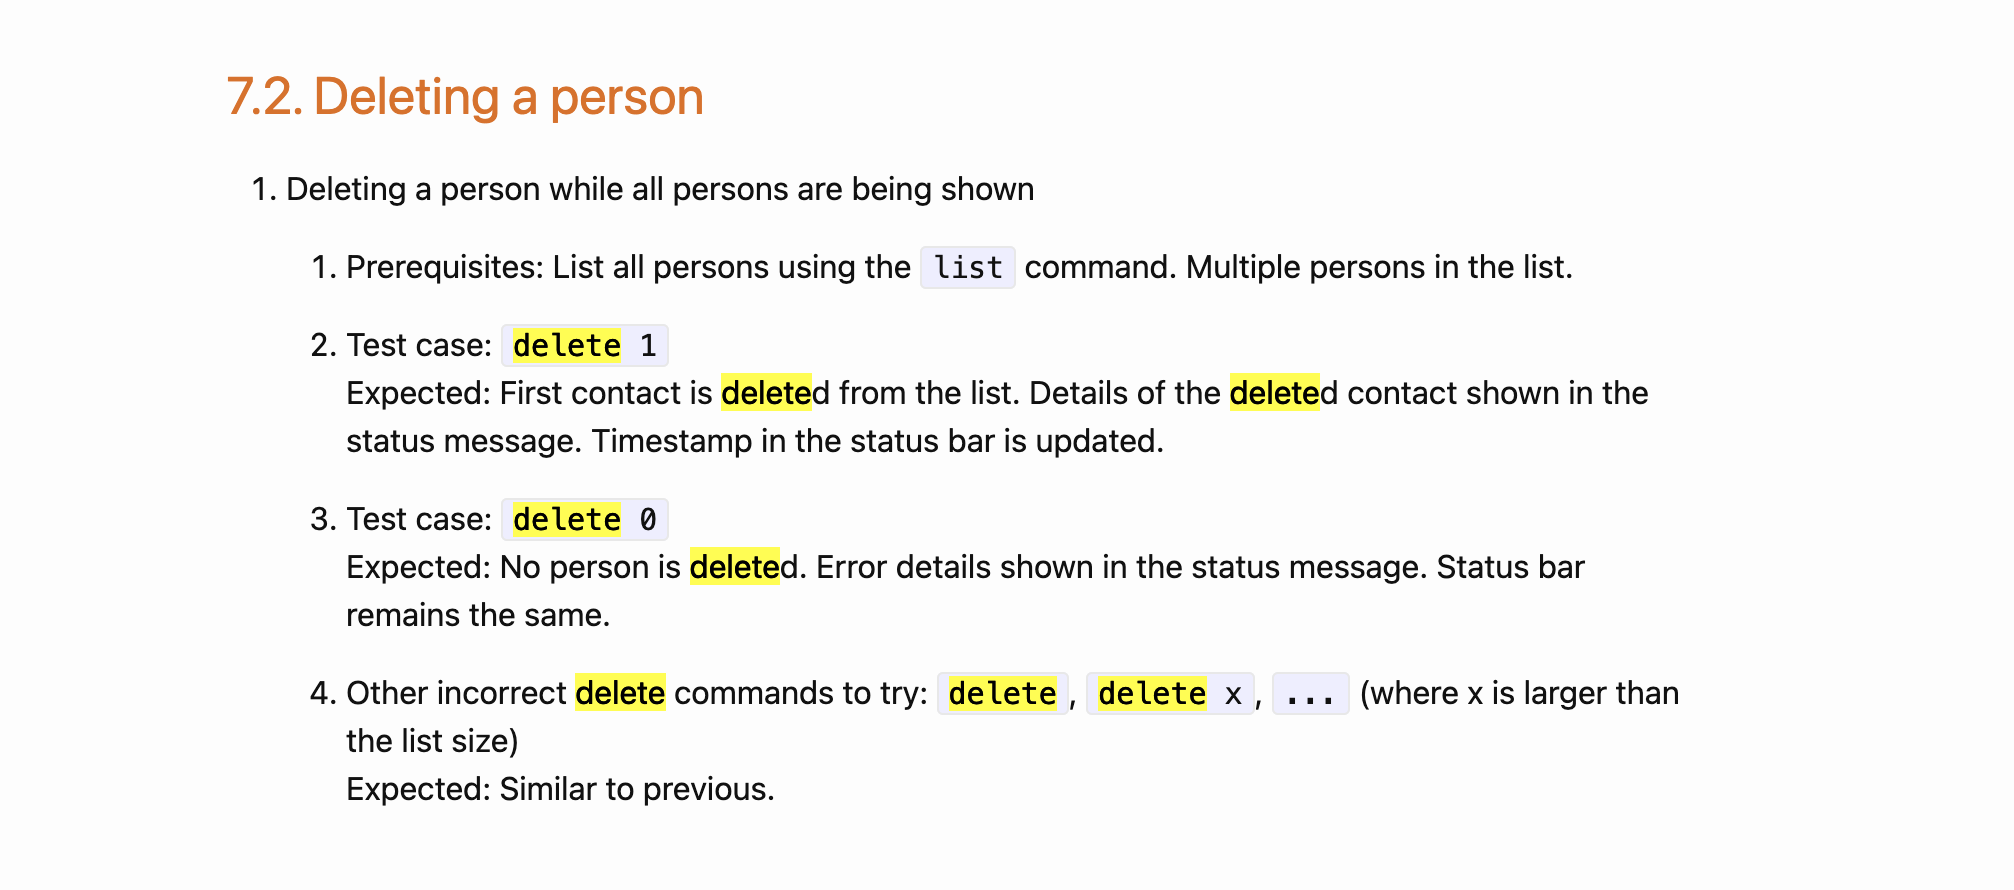 7.2. Deleting a person
1. Deleting a person while all persons are being shown
1. Prerequisites: List all persons using the list command. Multiple persons in the list.
2. Test case: delete 1
Expected: First contact is deleted from the list. Details of the deleted contact shown in the
status message. Timestamp in the status bar is updated.
3. Test case: delete 0
Expected: No person is deleted. Error details shown in the status message. Status bar
remains the same.
4. Other incorrect delete commands to try: delete, delete x, ... (where x is larger than
the list size)
Expected: Similar to previous.